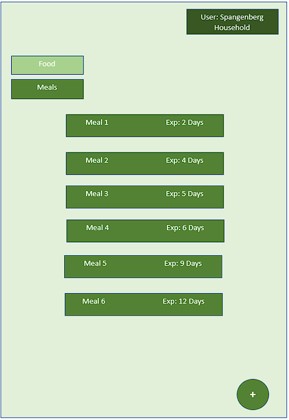 User: Spangenberg
Household
Food
Meals
Meal 1 Exp: 2 Days
Meal 2 Exp: 4 Days
Meal 3 Exp: 5 Days
Meal 4 Exp: 6 Days
Meal 5 Exp: 9 Days
Meal 6 Exp: 12 Days
+